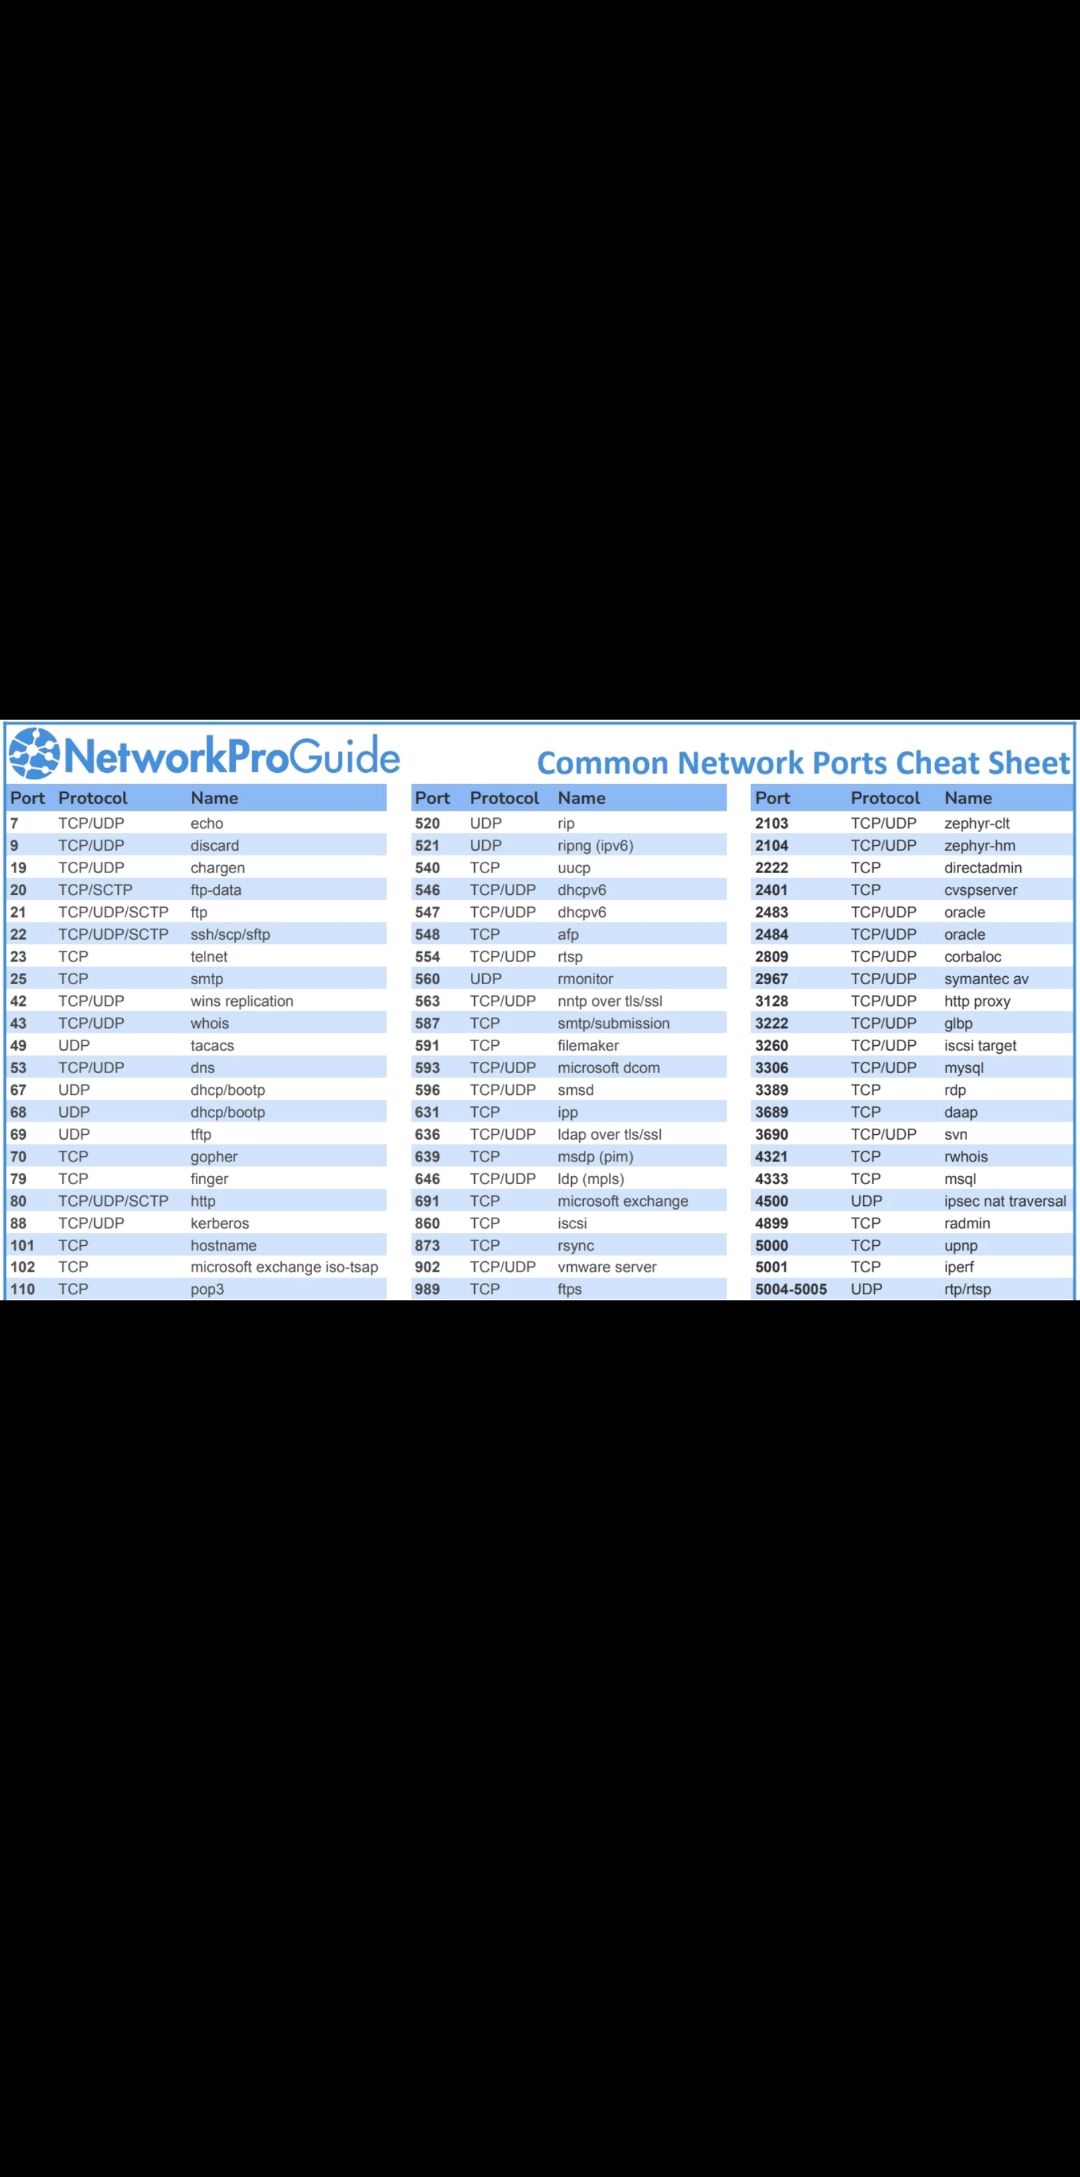 NetworkProGuide
Common Network Ports Cheat Sheet
Port Protocol Name
7 TCP/UDP echo
9 TCP/UDP discard
19 TCP/UDP chargen
20 TCP/SCTP ftp-data
21 TCP/UDP/SCTP ftp
22 TCP/UDP/SCTP ssh/scp/sftp
23 TCP telnet
25 TCP smtp
42 TCP/UDP wins replication
43 TCP/UDP whois
49 UDP tacacs
53 TCP/UDP dns
67 UDP dhcp/bootp
68 UDP dhcp/bootp
69 UDP tftp
70 TCP gopher
79 TCP finger
80 TCP/UDP/SCTP http
88 TCP/UDP kerberos
101 TCP hostname
102 TCP microsoft exchange iso-tsap
110 TCP pop3
Port Protocol Name
520 UDP rip
521 UDP ripng (ipv6)
540 TCP uucp
546 TCP/UDP dhcpv6
547 TCP/UDP dhcpv6
548 TCP afp
554 TCP/UDP rtsp
560 UDP rmonitor
563 TCP/UDP nntp over tls/ssl
587 TCP smtp/submission
591 TCP filemaker
593 TCP/UDP microsoft dcom
596 TCP/UDP smsd
631 TCP ipp
636 TCP/UDP ldap over tls/ssl
639 TCP msdp (pim)
646 TCP/UDP ldp (mpls)
691 TCP microsoft exchange
860 TCP iscsi
873 TCP rsync
902 TCP/UDP vmware server
989 TCP ftps
Port Protocol Name
2103 TCP/UDP zephyr-clt
2104 TCP/UDP zephyr-hm
2222 TCP directadmin
2401 TCP cvspserver
2483 TCP/UDP oracle
2484 TCP/UDP oracle
2809 TCP/UDP corbaloc
2967 TCP/UDP symantec av
3128 TCP/UDP http proxy
3222 TCP/UDP glbp
3260 TCP/UDP iscsi target
3306 TCP/UDP mysql
3389 TCP rdp
3689 TCP daap
3690 TCP/UDP svn
4321 TCP rwhois
4333 TCP msql
4500 UDP ipsec nat traversal
4899 TCP radmin
5000 TCP upnp
5001 TCP iperf
5004-5005 UDP rtp/rtsp